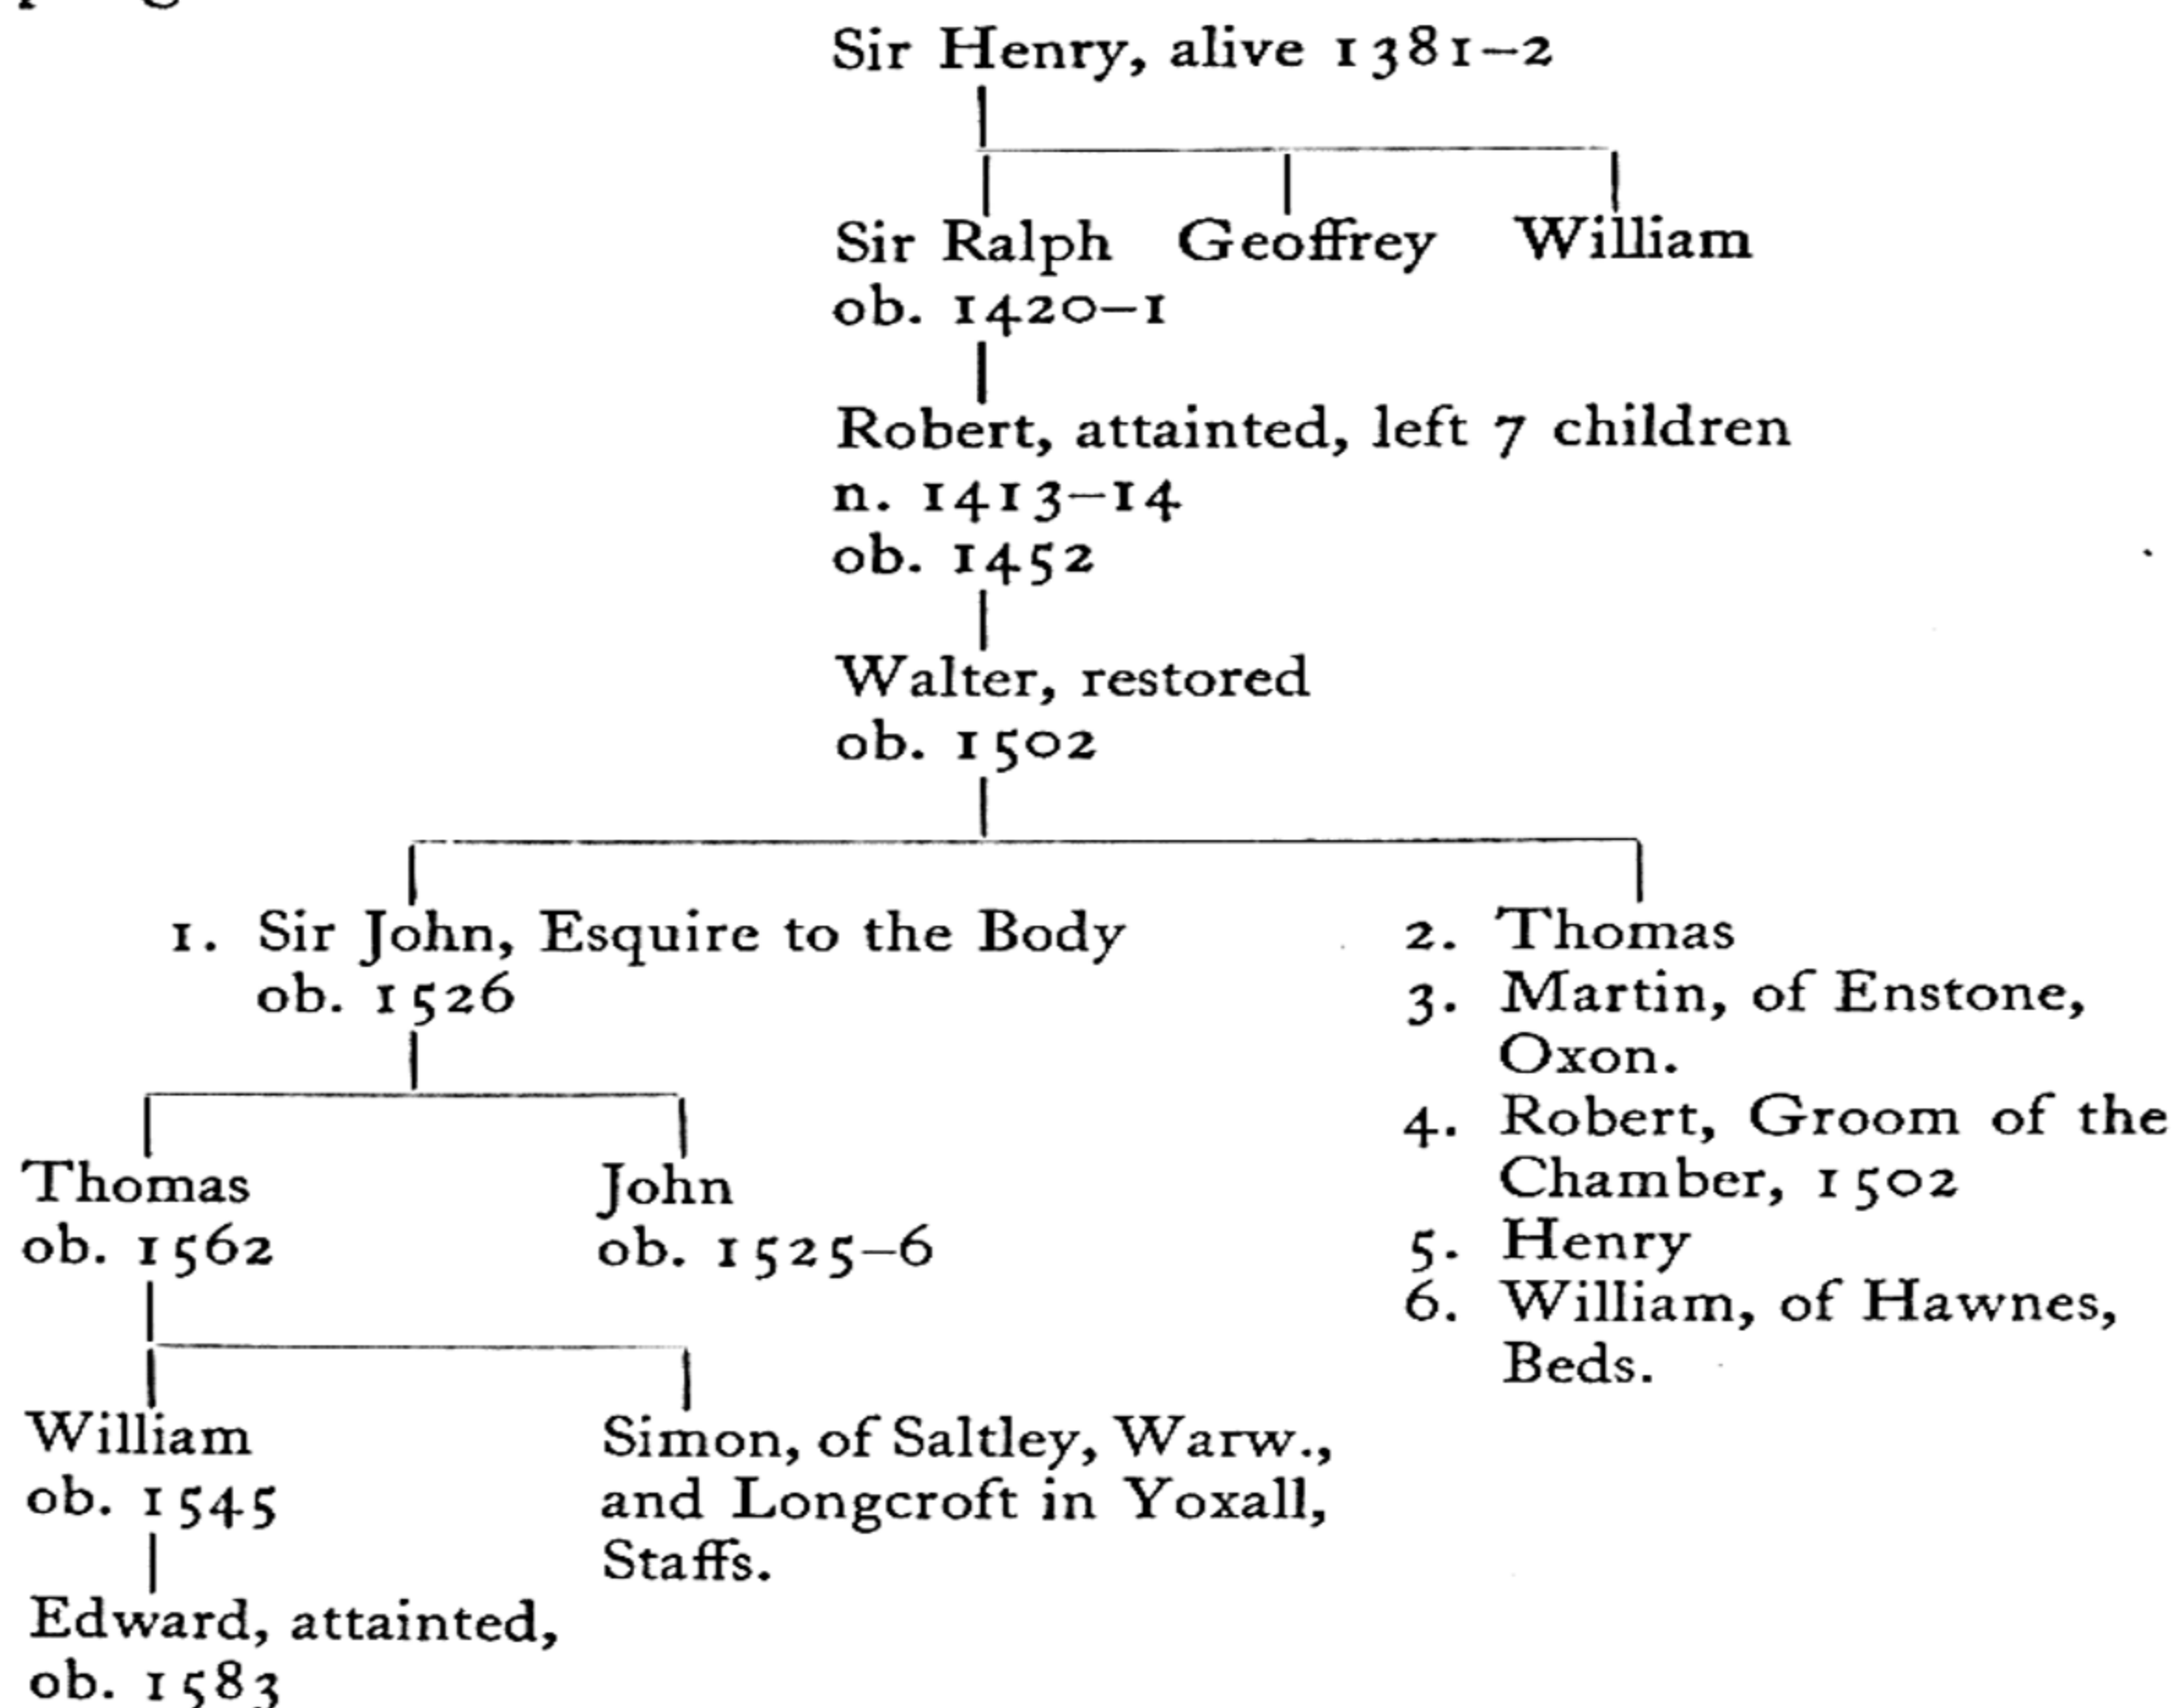 Sir Henry, alive 1381–2
Sir Ralph Geoffrey William
ob. 1420–1
Robert, attainted, left 7 children
n. 1413–14
ob. 1452
Walter, restored
ob. 1502
1. Sir John, Esquire to the Body
ob. 1526
2. Thomas
3. Martin, of Enstone,
Oxon.
4. Robert, Groom of the
Chamber, 1502
5. Henry
6. William, of Hawnes,
Beds.
Thomas
ob. 1562
John
ob. 1525–6
William
ob. 1545
Simon, of Saltley, Warw.,
and Longcroft in Yoxall,
Staffs.
Edward, attainted,
ob. 1583